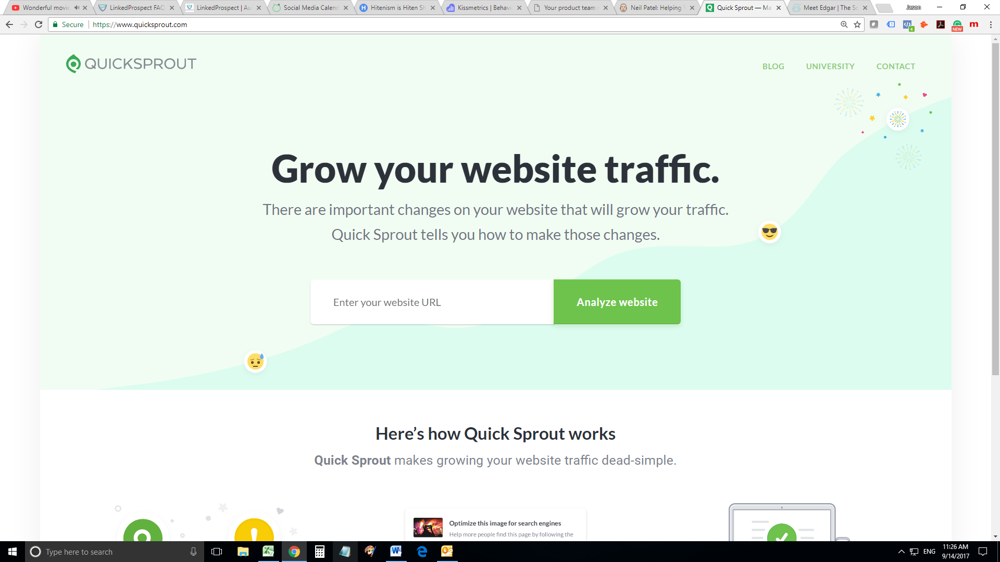 Wonderful movie
LinkedProspect FAQ
LinkedProspect | Au
Social Media Calend
Hitenism is Hiten Sh
Kissmetrics | Behavi
Your product team
Neil Patel: Helping Y
Quick Sprout — Ma
Meet Edgar | The Sc
Jason
Secure
https://www.quicksprout.com
1
4
NEW
m
QUICKSPROUT
BLOG
UNIVERSITY
CONTACT
Grow your website traffic.
There are important changes on your website that will grow your traffic.
Quick Sprout tells you how to make those changes.
Enter your website URL
Analyze website
Here’s how Quick Sprout works
Quick Sprout makes growing your website traffic dead-simple.
Optimize this image for search engines
Help more people find this page by following the
Type here to search
ENG
11:26 AM
9/14/2017